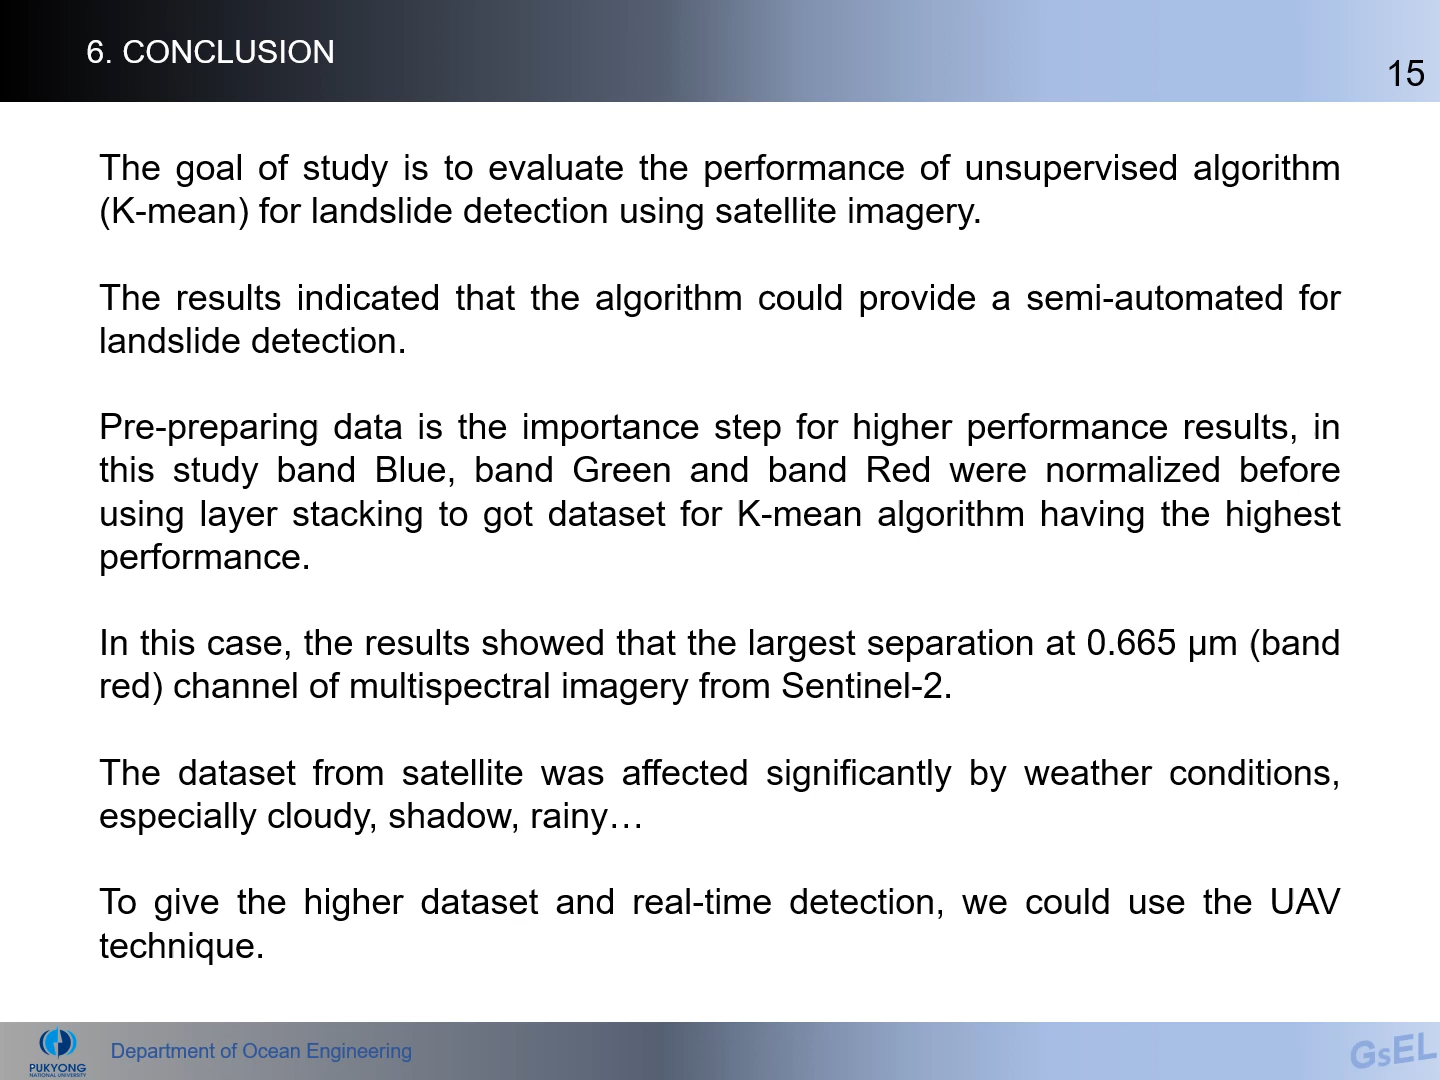 6. CONCLUSION
15
The goal of study is to evaluate the performance of unsupervised algorithm
(K-mean) for landslide detection using satellite imagery.
The results indicated that the algorithm could provide a semi-automated for
landslide detection.
Pre-preparing data is the importance step for higher performance results, in
this study band Blue, band Green and band Red were normalized before
using layer stacking to got dataset for K-mean algorithm having the highest
performance.
In this case, the results showed that the largest separation at 0.665 μm (band
red) channel of multispectral imagery from Sentinel-2.
The dataset from satellite was affected significantly by weather conditions,
especially cloudy, shadow, rainy…
To give the higher dataset and real-time detection, we could use the UAV
technique.
PUKYONG
NATIONAL UNIVERSITY
Department of Ocean Engineering
GsEL